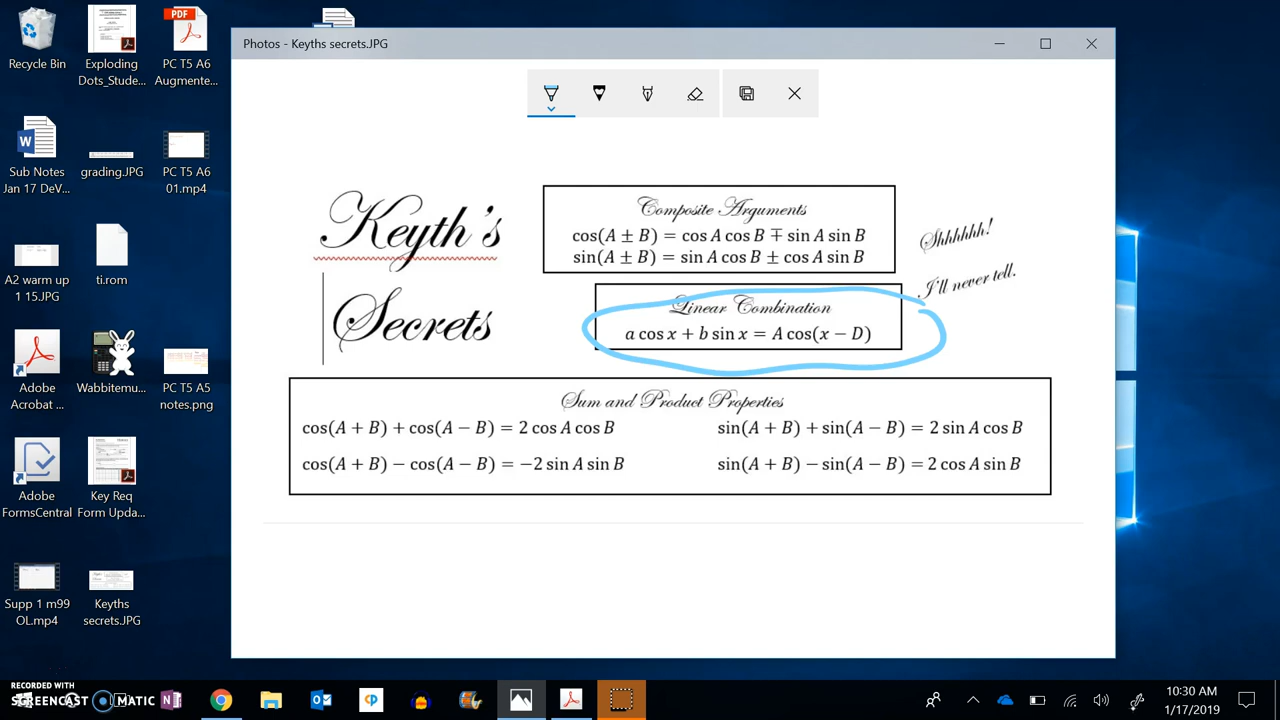 Recycle Bin
Exploding
Dots_Stude...
PDF
PC T5 A6
Augmente...
Sub Notes
Jan 17 DeV...
grading.JPG
PC T5 A6
01.mp4
A2 warm up
1 15.JPG
ti.rom
Adobe
Acrobat ...
Wabbitemu...
PC T5 A5
notes.png
Adobe
FormsCentral
Key Req
Form Upda...
Supp 1 m99
OL.mp4
Keyths
secrets.JPG
Photos - Keyths secrets.JPG
Keyth's
Secrets
Composite Arguments
cos(A ± B) = cos A cos B ∓ sin A sin B
sin(A ± B) = sin A cos B ± cos A sin B
Shhhhhh!
I'll never tell.
Linear Combination
a cos x + b sin x = A cos(x − D)
Sum and Product Properties
cos(A + B) + cos(A − B) = 2 cos A cos B
sin(A + B) + sin(A − B) = 2 sin A cos B
cos(A + B) − cos(A − B) = −2 sin A sin B
sin(A + B) − sin(A − B) = 2 cos A sin B
RECORDED WITH
SCREENCAST MATIC
10:30 AM
1/17/2019